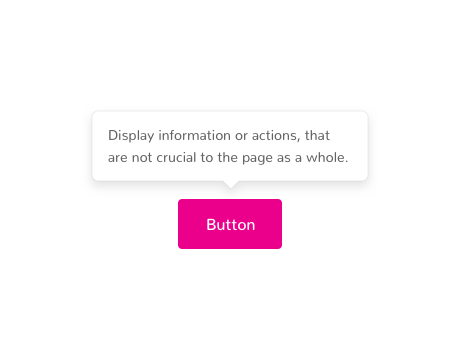 Display information or actions, that
are not crucial to the page as a whole.
Button